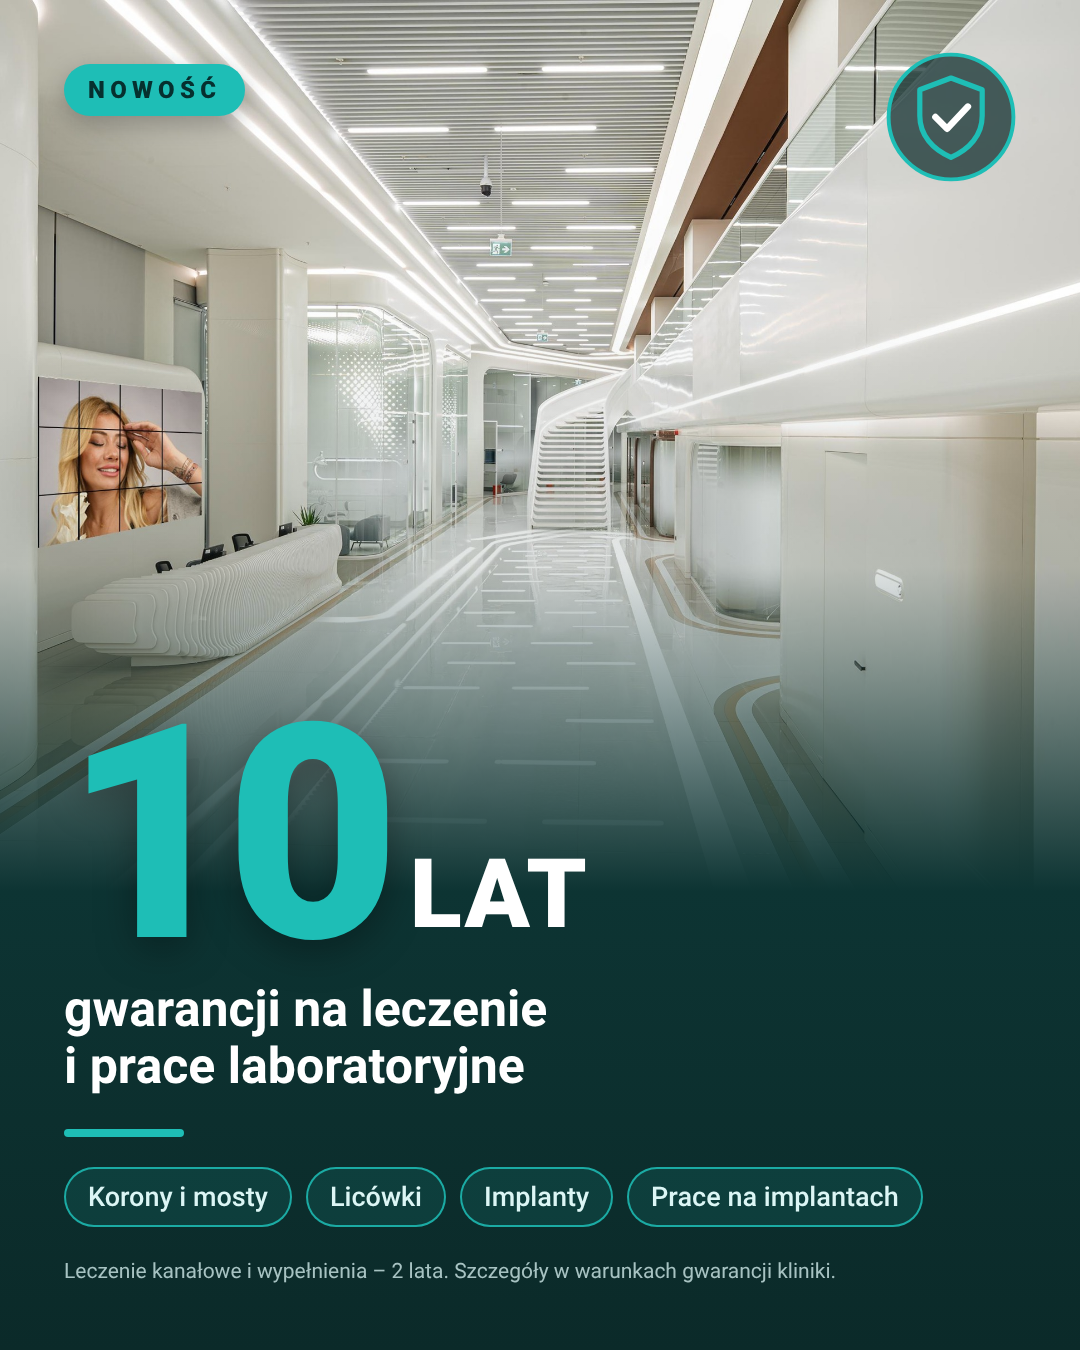 NOWOŚĆ
10 LAT
gwarancji na leczenie
i prace laboratoryjne
Korony i mosty
Licówki
Implanty
Prace na implantach
Leczenie kanałowe i wypełnienia – 2 lata. Szczegóły w warunkach gwarancji kliniki.